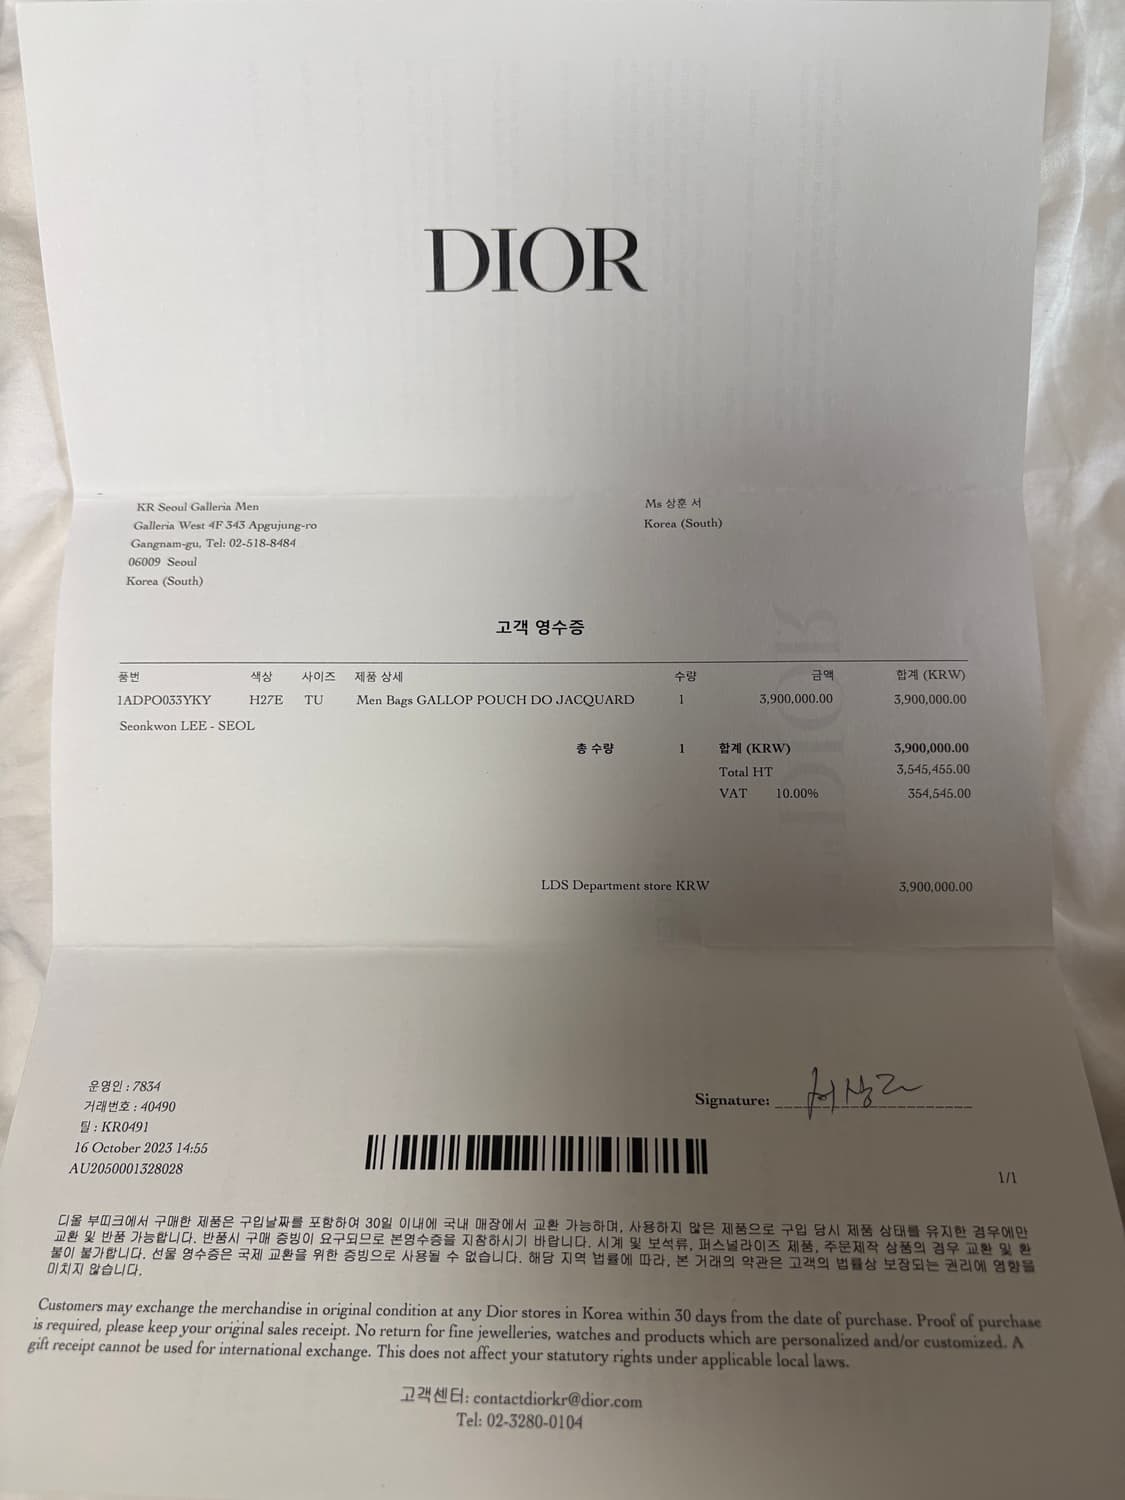 DIOR
KR Seoul Galleria Men
Galleria West 4F 343 Apgujung-ro
Gangnam-gu, Tel: 02-518-8484
06009 Seoul
Korea (South)
Ms 상훈 서
Korea (South)
고객 영수증
품번 색상 사이즈 제품 상세 수량 금액 합계 (KRW)
1ADPO033YKY H27E TU Men Bags GALLOP POUCH DO JACQUARD 1 3,900,000.00 3,900,000.00
Seonkwon LEE - SEOL
총 수량 1 합계 (KRW) 3,900,000.00
Total HT 3,545,455.00
VAT 10.00% 354,545.00
LDS Department store KRW 3,900,000.00
운영인 : 7834
거래번호 : 40490
틸 : KR0491
16 October 2023 14:55
AU2050001328028
Signature:
1/1
디올 부띠크에서 구매한 제품은 구입날짜를 포함하여 30일 이내에 국내 매장에서 교환 가능하며, 사용하지 않은 제품으로 구입 당시 제품 상태를 유지한 경우에만
교환 및 반품 가능합니다. 반품시 구매 증빙이 요구되므로 본영수증을 지참하시기 바랍니다. 시계 및 보석류, 퍼스널라이즈 제품, 주문제작 상품의 경우 교환 및 환
불이 불가합니다. 선물 영수증은 국제 교환을 위한 증빙으로 사용될 수 없습니다. 해당 지역 법률에 따라, 본 거래의 약관은 고객의 법률상 보장되는 권리에 영향을
미치지 않습니다.
Customers may exchange the merchandise in original condition at any Dior stores in Korea within 30 days from the date of purchase. Proof of purchase
is required, please keep your original sales receipt. No return for fine jewelleries, watches and products which are personalized and/or customized. A
gift receipt cannot be used for international exchange. This does not affect your statutory rights under applicable local laws.
고객센터: contactdiorkr@dior.com
Tel: 02-3280-0104